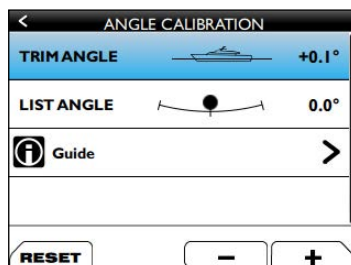 < ANGLE CALIBRATION
TRIM ANGLE +0.1°
LIST ANGLE 0.0°
i Guide >
RESET − +